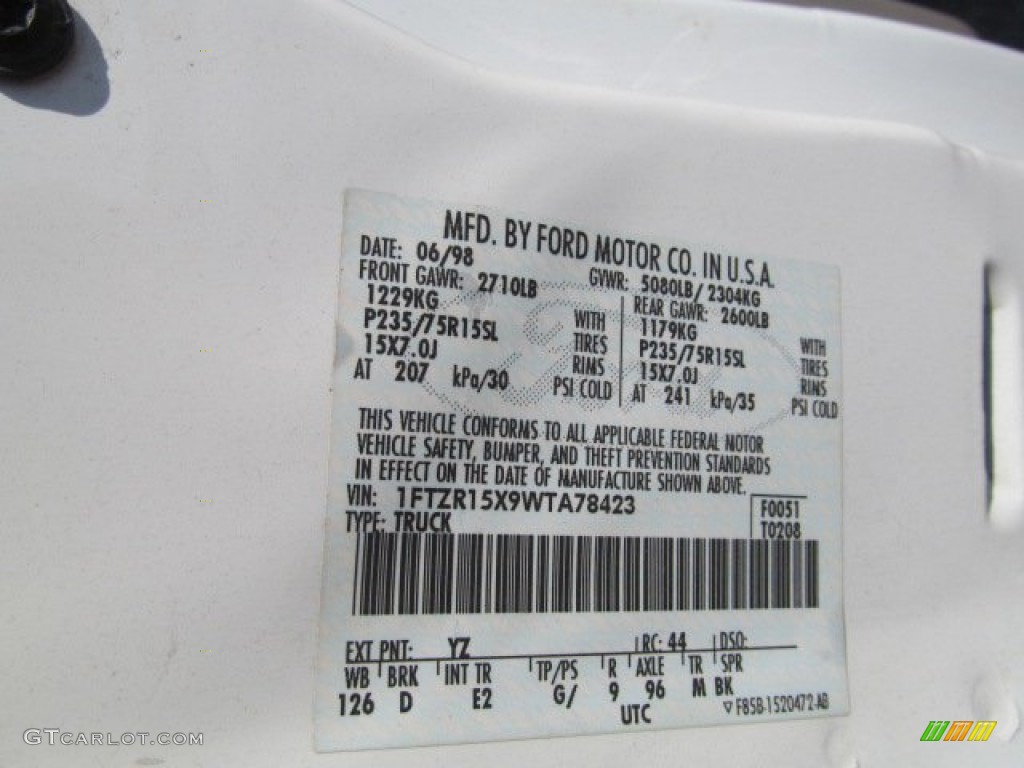 MFD. BY FORD MOTOR CO. IN U.S.A.
DATE: 06/98 GVWR: 5080LB/ 2304KG
FRONT GAWR: 2710LB REAR GAWR: 2600LB
1229KG WITH 1179KG WITH
P235/75R15SL TIRES P235/75R15SL TIRES
15X7.0J RIMS 15X7.0J RIMS
AT 207 kPa/30 PSI COLD AT 241 kPa/35 PSI COLD
THIS VEHICLE CONFORMS TO ALL APPLICABLE FEDERAL MOTOR
VEHICLE SAFETY, BUMPER, AND THEFT PREVENTION STANDARDS
IN EFFECT ON THE DATE OF MANUFACTURE SHOWN ABOVE.
VIN: 1FTZR15X9WTA78423 F0051
TYPE: TRUCK T0208
EXT PNT: YZ RC: 44 DSO:
WB BRK INT TR TP/PS R AXLE TR SPR
126 D E2 G/ 9 96 M BK
UTC ▽F85B-1520472-AB
GTCARLOT.COM